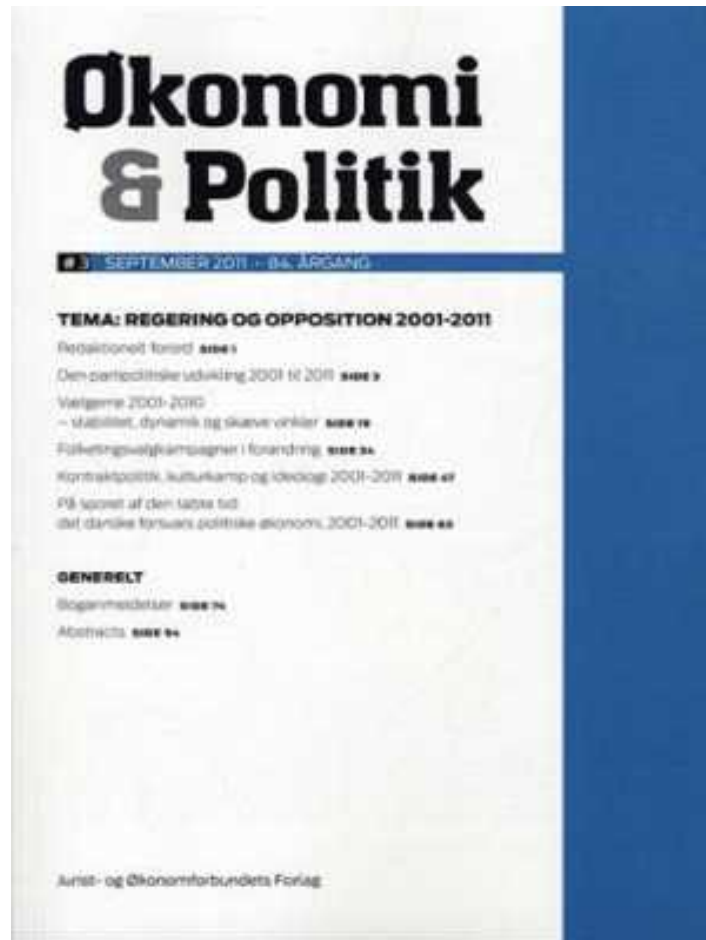 Økonomi
& Politik
#3 SEPTEMBER 2011 - 84. ÅRGANG
TEMA: REGERING OG OPPOSITION 2001-2011
Redaktionelt forord SIDE 1
Den partipolitiske udvikling 2001 til 2011 SIDE 3
Vælgerne 2001-2010
– stabilitet, dynamik og skæve vinkler SIDE
Folketingsvalgkampagner i forandring SIDE 34
Kontraktpolitik, kulturkamp og ideologi 2001-2011 SIDE 47
På sporet af den tabte tid:
det danske forsvars politiske økonomi, 2001-2011 SIDE
GENERELT
Boganmeldelser SIDE
Abstracts SIDE 94
Jurist- og Økonomforbundets Forlag